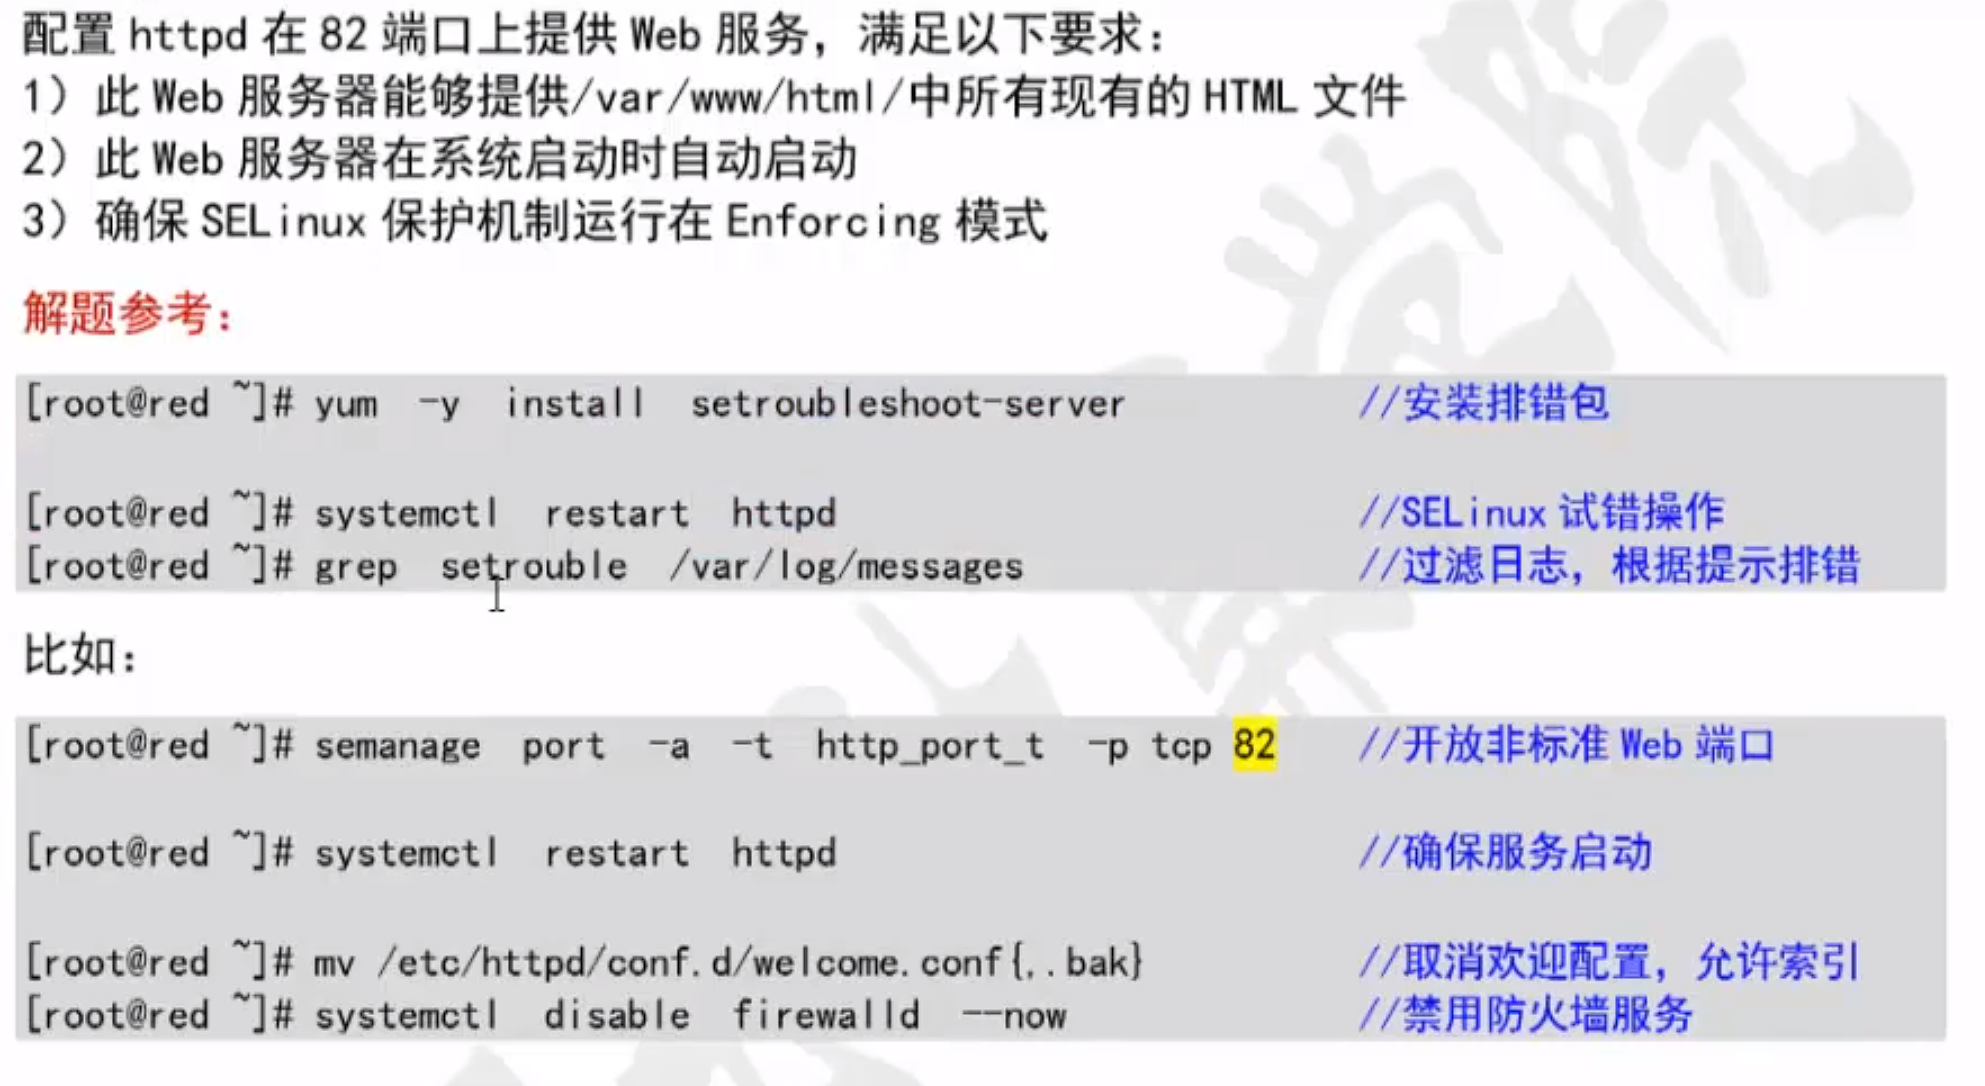 配置 httpd 在 82 端口上提供 Web 服务，满足以下要求：
1）此 Web 服务器能够提供/var/www/html/中所有现有的 HTML 文件
2）此 Web 服务器在系统启动时自动启动
3）确保 SELinux 保护机制运行在 Enforcing 模式
解题参考：
[root@red ~]# yum -y install setroubleshoot-server //安装排错包
[root@red ~]# systemctl restart httpd //SELinux 试错操作
[root@red ~]# grep setrouble /var/log/messages //过滤日志，根据提示排错
比如：
[root@red ~]# semanage port -a -t http_port_t -p tcp 82 //开放非标准 Web 端口
[root@red ~]# systemctl restart httpd //确保服务启动
[root@red ~]# mv /etc/httpd/conf.d/welcome.conf{,.bak} //取消欢迎配置，允许索引
[root@red ~]# systemctl disable firewalld --now //禁用防火墙服务